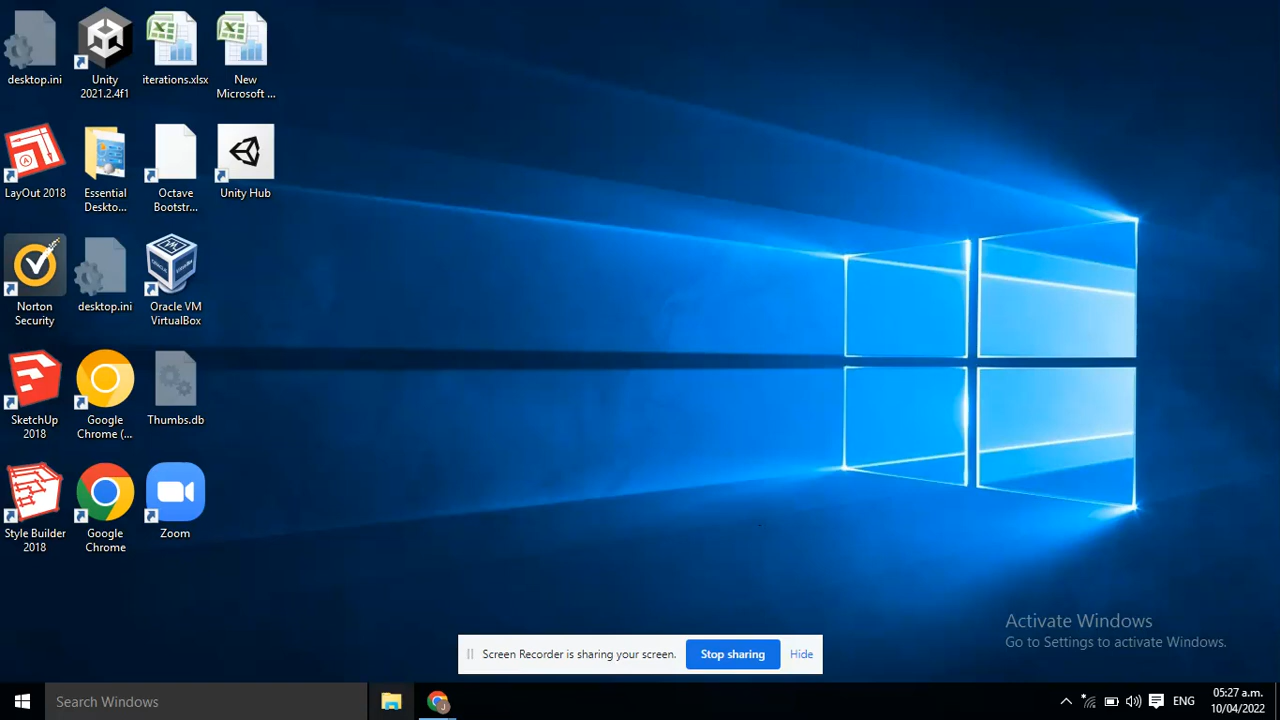 desktop.ini
Unity
2021.2.4f1
iterations.xlsx
New
Microsoft ...
LayOut 2018
Essential
Deskto...
Octave
Bootstr...
Unity Hub
Norton
Security
desktop.ini
Oracle VM
VirtualBox
SketchUp
2018
Google
Chrome (...
Thumbs.db
Style Builder
2018
Google
Chrome
Zoom
Activate Windows
Go to Settings to activate Windows.
Screen Recorder is sharing your screen.
Stop sharing
Hide
Search Windows
ENG
05:27 a.m.
10/04/2022